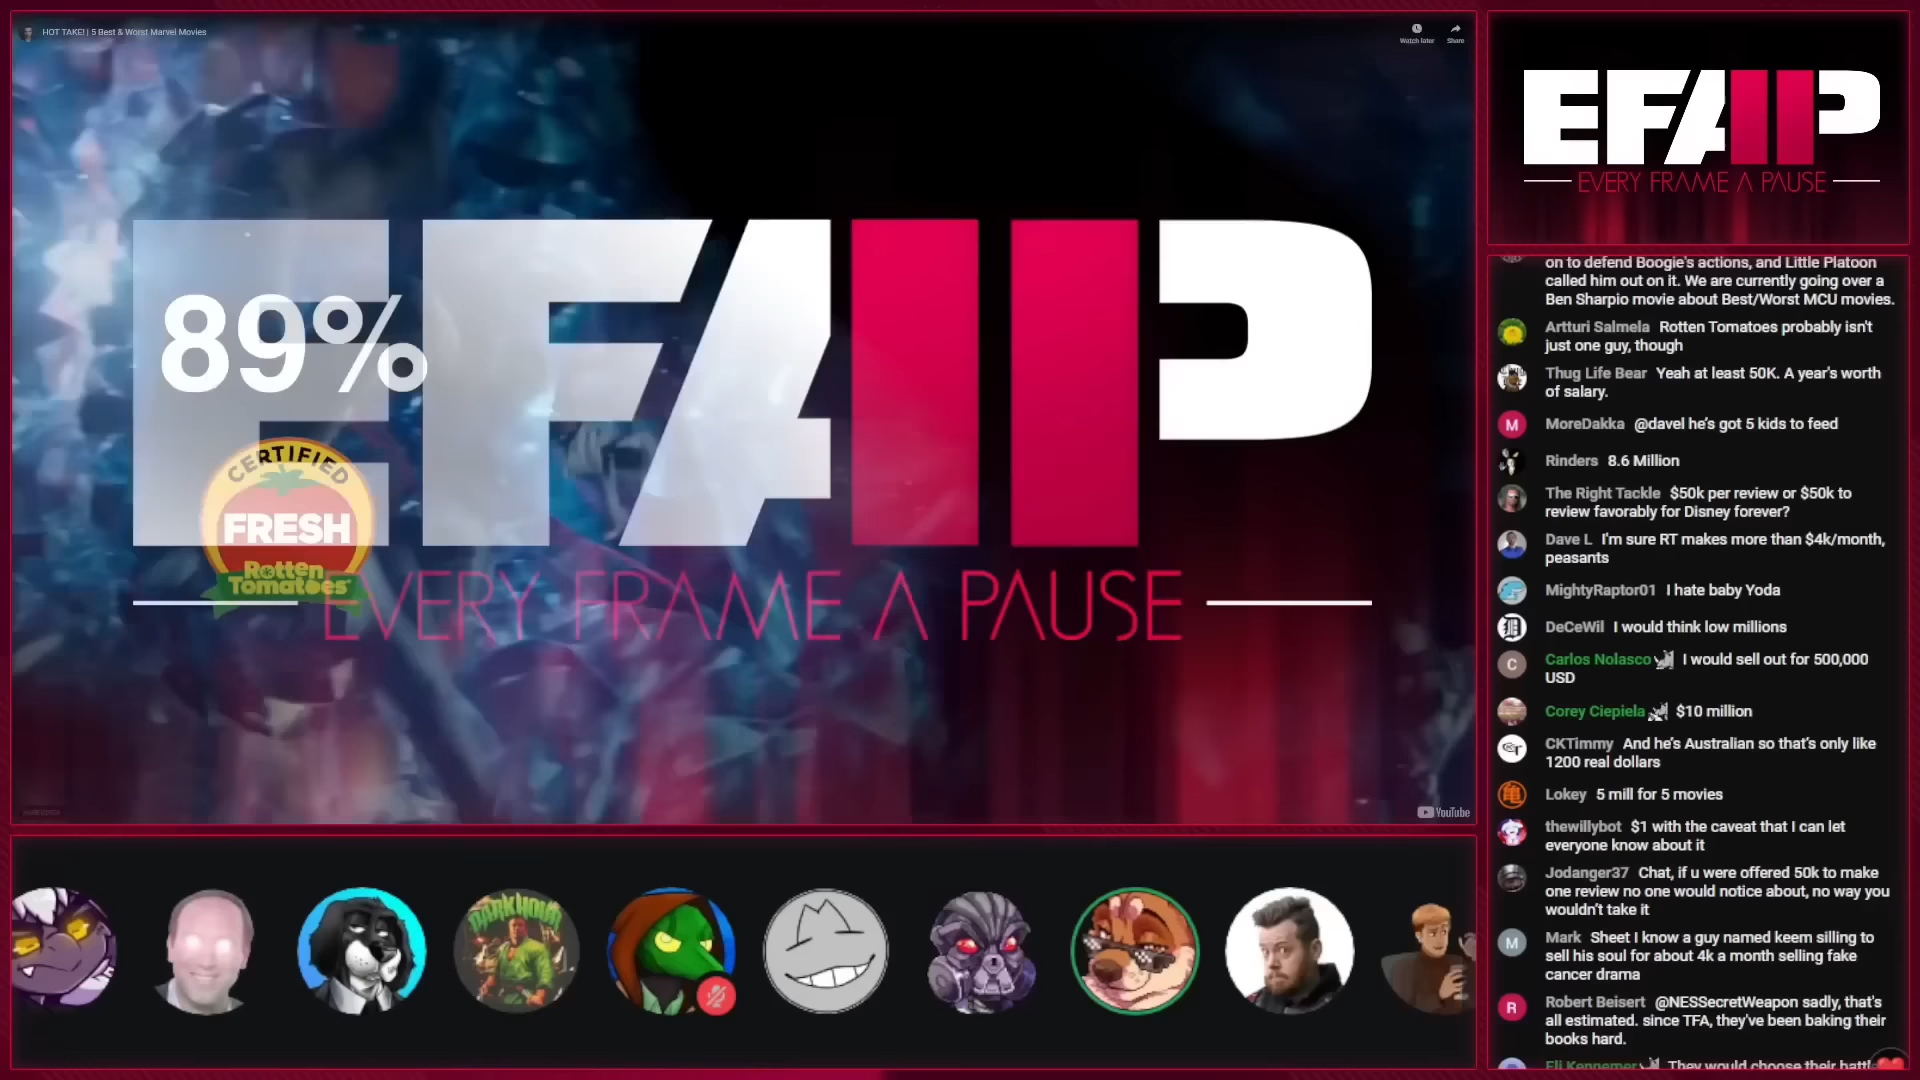 HOT TAKE! | 5 Best & Worst Marvel Movies
Watch later
Share
EFAP
89%
CERTIFIED
FRESH
Rotten
Tomatoes
EVERY FRAME A PAUSE
YouTube
DARK HOUR
EFAP
EVERY FRAME A PAUSE
on to defend Boogie's actions, and Little Platoon
called him out on it. We are currently going over a
Ben Sharpio movie about Best/Worst MCU movies.
Artturi Salmela Rotten Tomatoes probably isn't
just one guy, though
Thug Life Bear Yeah at least 50K. A year's worth
of salary.
M MoreDakka @davel he's got 5 kids to feed
Rinders 8.6 Million
The Right Tackle $50k per review or $50k to
review favorably for Disney forever?
Dave L I'm sure RT makes more than $4k/month,
peasants
MightyRaptor01 I hate baby Yoda
DeCeWil I would think low millions
C Carlos Nolasco I would sell out for 500,000
USD
Corey Ciepiela $10 million
CKTimmy And he's Australian so that's only like
1200 real dollars
Lokey 5 mill for 5 movies
thewillybot $1 with the caveat that I can let
everyone know about it
Jodanger37 Chat, if u were offered 50k to make
one review no one would notice about, no way you
wouldn't take it
M Mark Sheet I know a guy named keem silling to
sell his soul for about 4k a month selling fake
cancer drama
R Robert Beisert @NESSecretWeapon sadly, that's
all estimated. since TFA, they've been baking their
books hard.
Eli Kennemer They would choose their battl